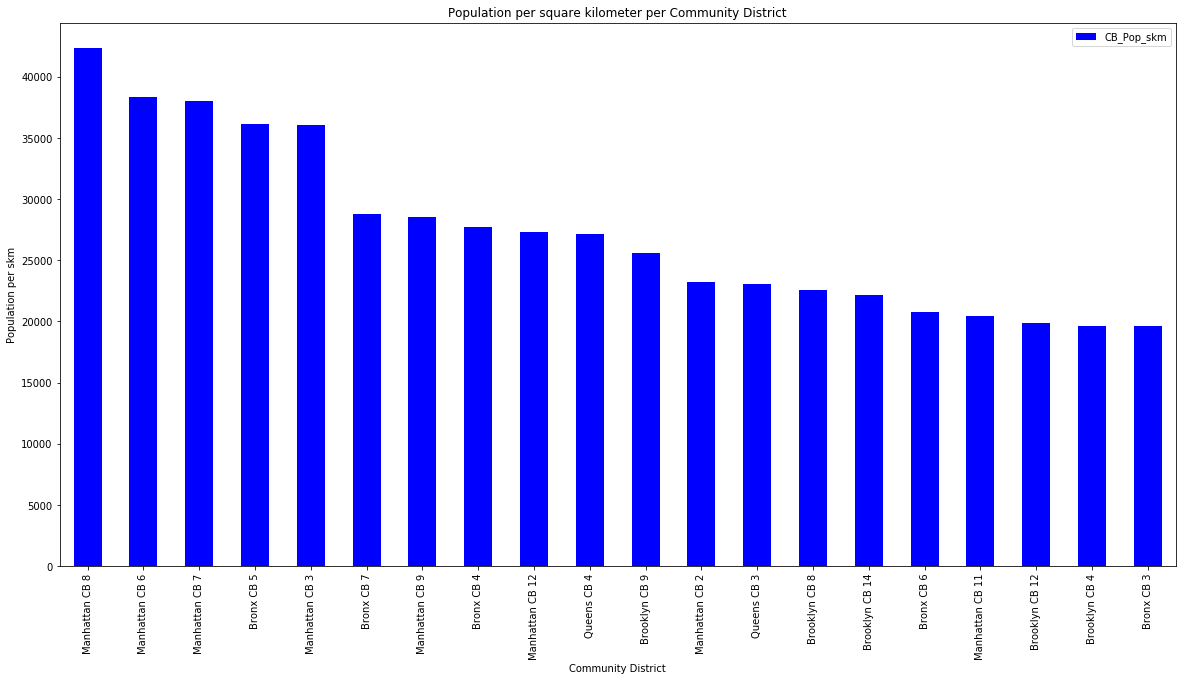 Population per square kilometer per Community District
CB_Pop_skm
Population per skm
40000
35000
30000
25000
20000
15000
10000
5000
0
Manhattan CB 8
Manhattan CB 6
Manhattan CB 7
Bronx CB 5
Manhattan CB 3
Bronx CB 7
Manhattan CB 9
Bronx CB 4
Manhattan CB 12
Queens CB 4
Brooklyn CB 9
Manhattan CB 2
Queens CB 3
Brooklyn CB 8
Brooklyn CB 14
Bronx CB 6
Manhattan CB 11
Brooklyn CB 12
Brooklyn CB 4
Bronx CB 3
Community District